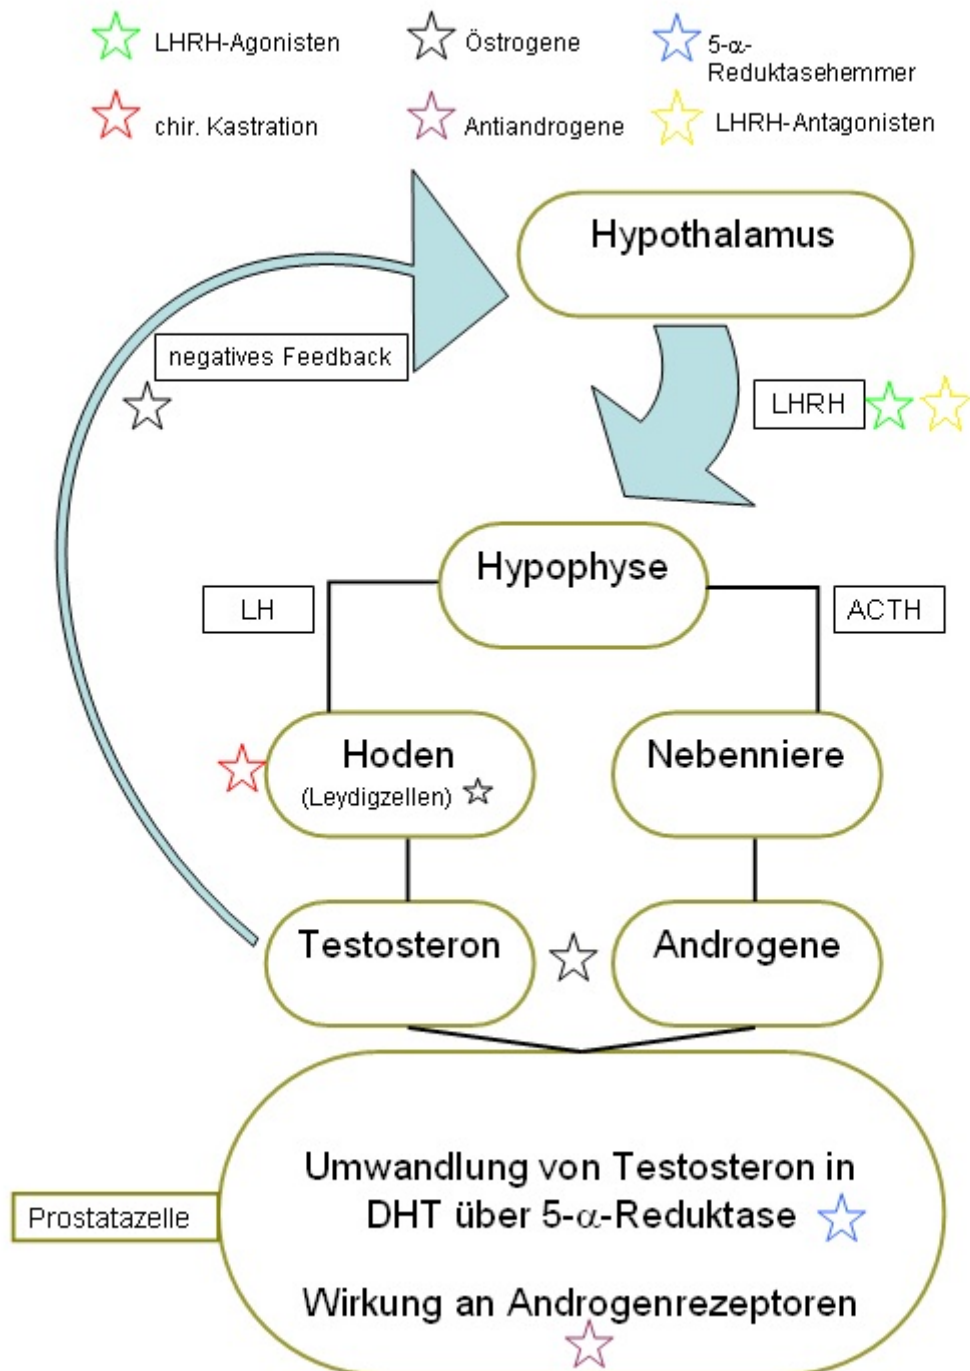 LHRH-Agonisten
Östrogene
5-α-
Reduktasehemmer
chir. Kastration
Antiandrogene
LHRH-Antagonisten
Hypothalamus
negatives Feedback
LHRH
Hypophyse
LH
ACTH
Hoden
(Leydigzellen)
Nebenniere
Testosteron
Androgene
Umwandlung von Testosteron in
DHT über 5-α-Reduktase
Prostatazelle
Wirkung an Androgenrezeptoren